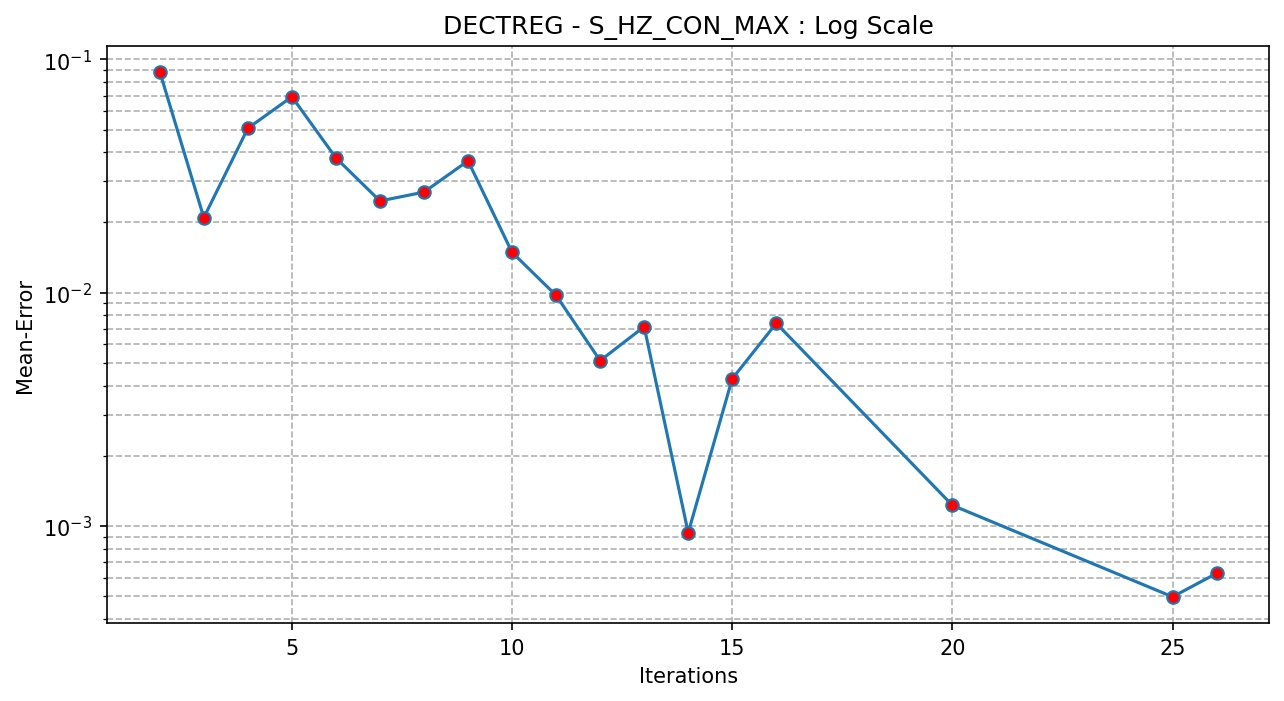 DECTREG - S_HZ_CON_MAX : Log Scale
10⁻¹
10⁻²
10⁻³
Mean-Error
5 10 15 20 25
Iterations